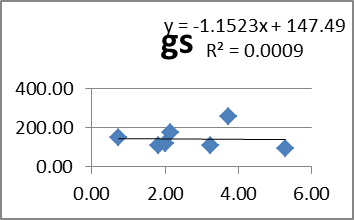 y = -1.1523x + 147.49
gs
R² = 0.0009
400.00
200.00
0.00
0.00 2.00 4.00 6.00